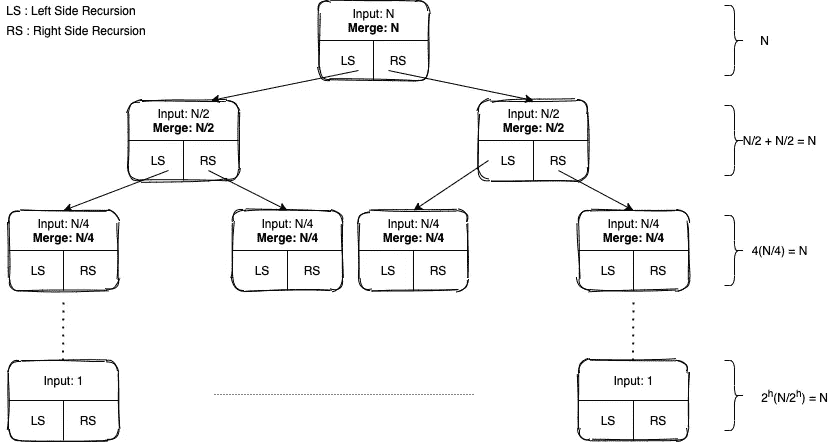 LS : Left Side Recursion
RS : Right Side Recursion
Input: N
Merge: N
LS RS
N
Input: N/2
Merge: N/2
LS RS
Input: N/2
Merge: N/2
LS RS
N/2 + N/2 = N
Input: N/4
Merge: N/4
LS RS
Input: N/4
Merge: N/4
LS RS
Input: N/4
Merge: N/4
LS RS
Input: N/4
Merge: N/4
LS RS
4(N/4) = N
Input: 1
LS RS
Input: 1
LS RS
2ʰ(N/2ʰ) = N